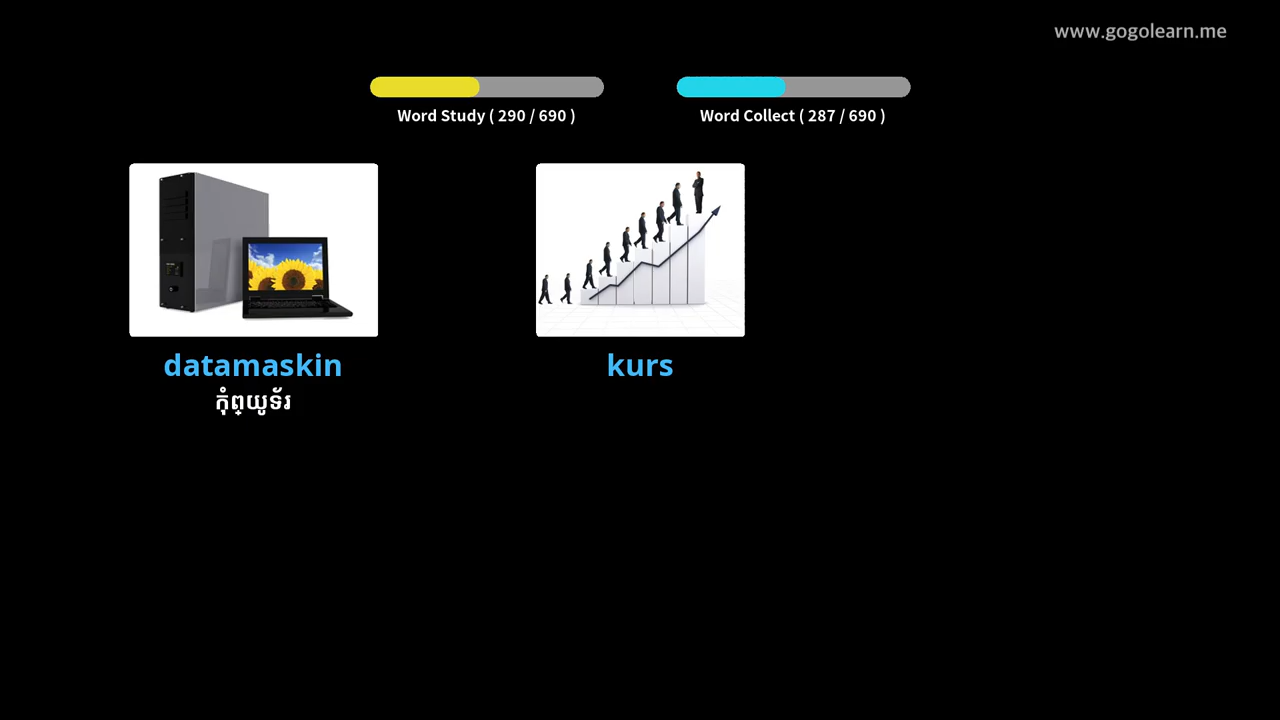 www.gogolearn.me
Word Study ( 290 / 690 )
Word Collect ( 287 / 690 )
datamaskin
កុំព្យូទ័រ
kurs